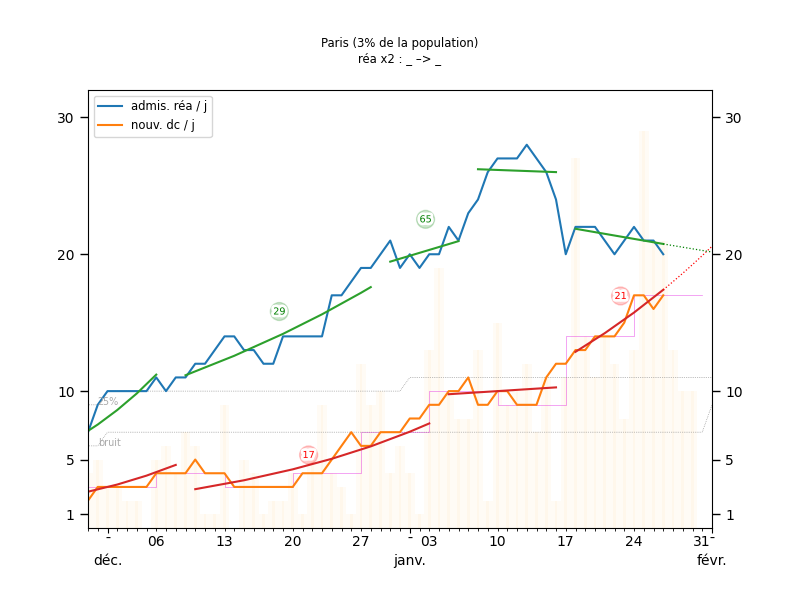 Paris (3% de la population)
réa x2 : _ –> _
admis. réa / j
nouv. dc / j
30
20
10
5
1
30
20
10
5
1
65
29
21
17
25%
bruit
- 06 13 20 27 - 03 10 17 24 31 -
déc. janv. févr.